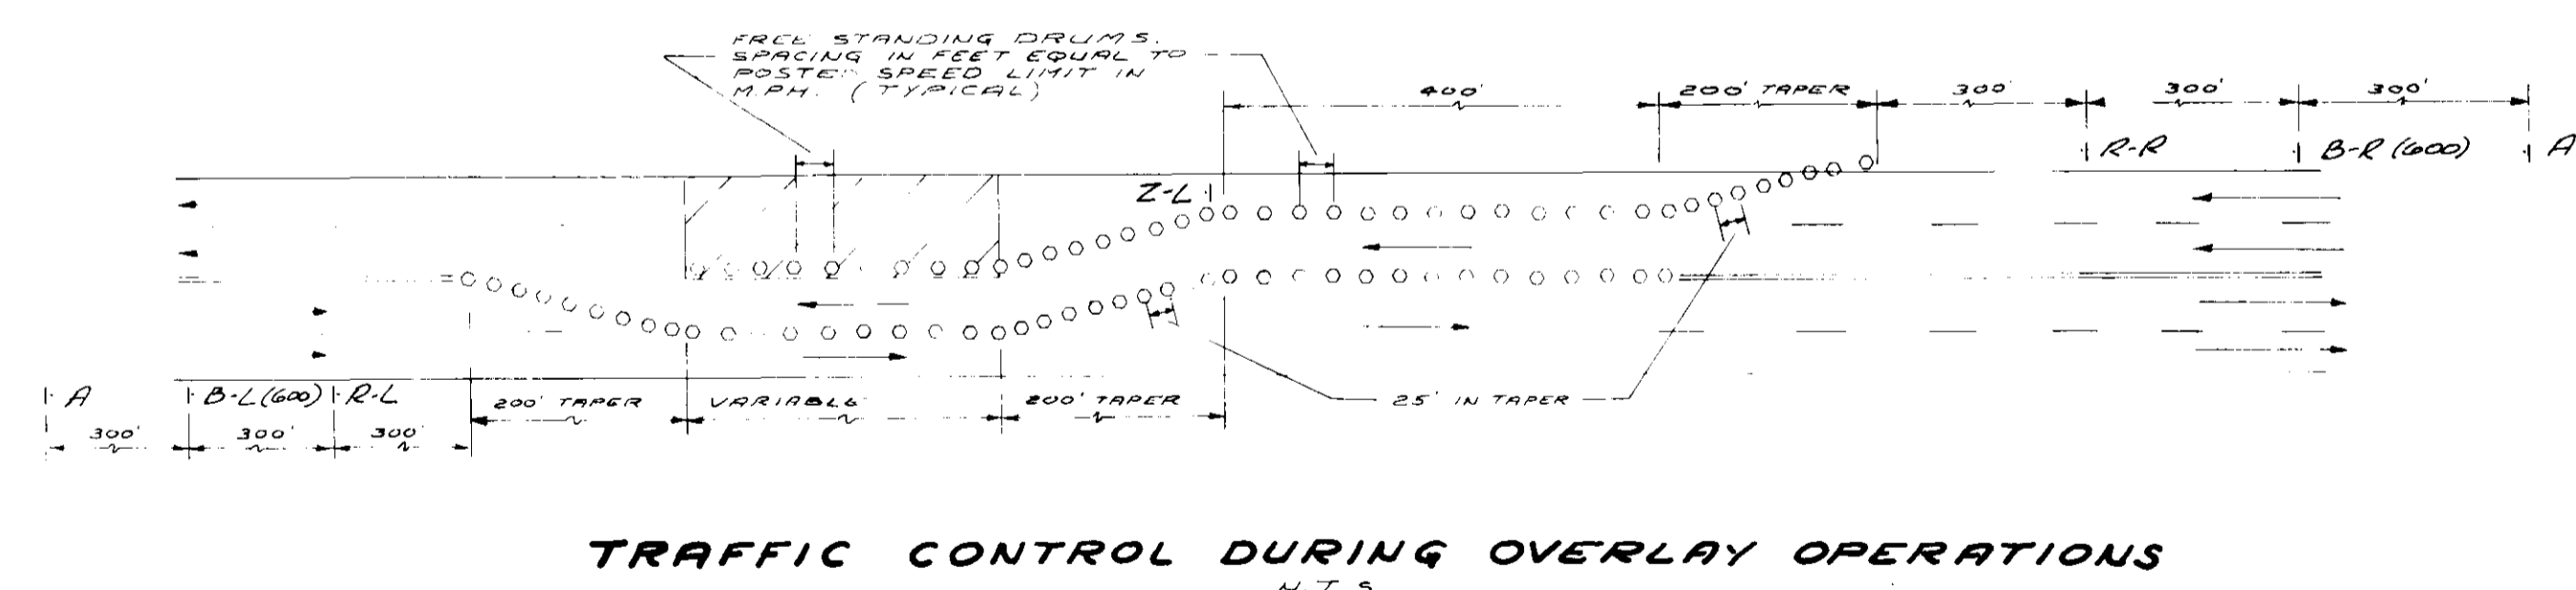 FREE STANDING DRUMS.
SPACING IN FEET EQUAL TO
POSTED SPEED LIMIT IN
M.P.H. (TYPICAL)
400'
200' TAPER
300'
300'
300'
R-R
B-R (600)
A
Z-L
A
B-L (600)
R-L
200' TAPER
VARIABLE
200' TAPER
25' IN TAPER
300'
300'
300'
TRAFFIC CONTROL DURING OVERLAY OPERATIONS
N.T.S.